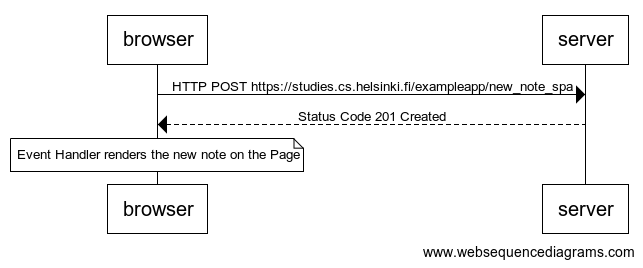 browser
server
HTTP POST https://studies.cs.helsinki.fi/exampleapp/new_note_spa
Status Code 201 Created
Event Handler renders the new note on the Page
browser
server
www.websequencediagrams.com